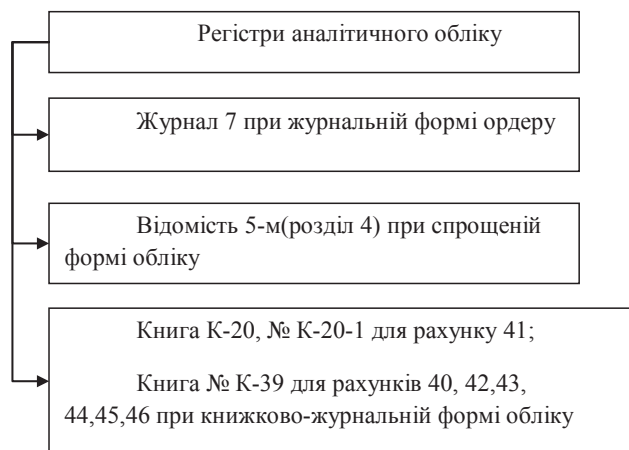 Регістри аналітичного обліку
Журнал 7 при журнальній формі ордеру
Відомість 5-м(розділ 4) при спрощеній
формі обліку
Книга К-20, № К-20-1 для рахунку 41;
Книга № К-39 для рахунків 40, 42,43,
44,45,46 при книжково-журнальній формі обліку